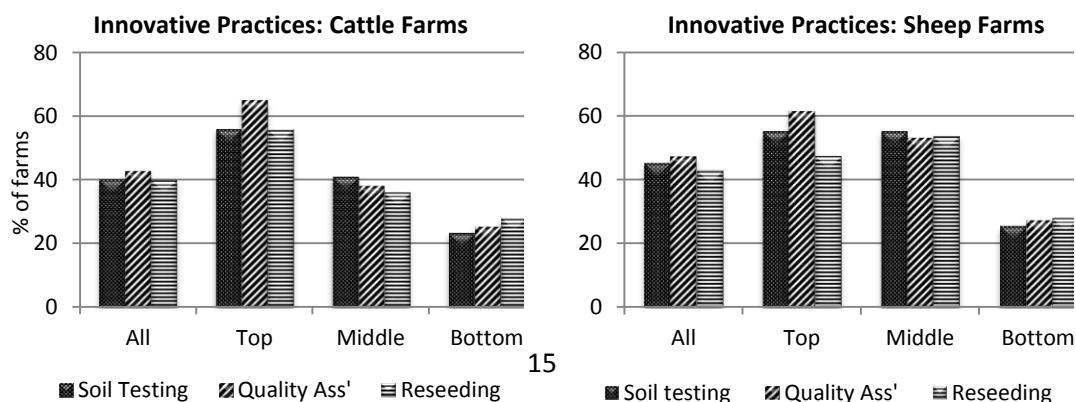 Innovative Practices: Cattle Farms
80
60
40
20
0
% of farms
All Top Middle Bottom
Soil Testing Quality Ass' Reseeding
Innovative Practices: Sheep Farms
80
60
40
20
0
All Top Middle Bottom
Soil testing Quality Ass' Reseeding
15